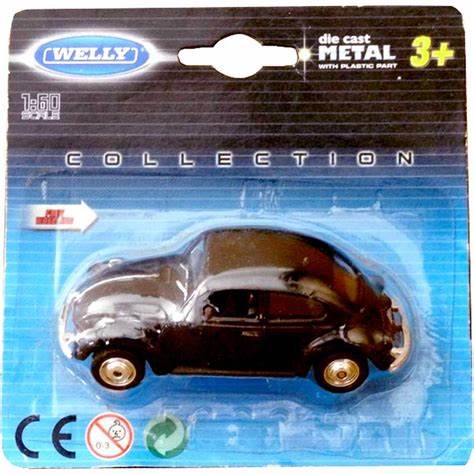 WELLY
die cast
METAL
WITH PLASTIC PART
3+
1:60
SCALE
COLLECTION
CE
0-3